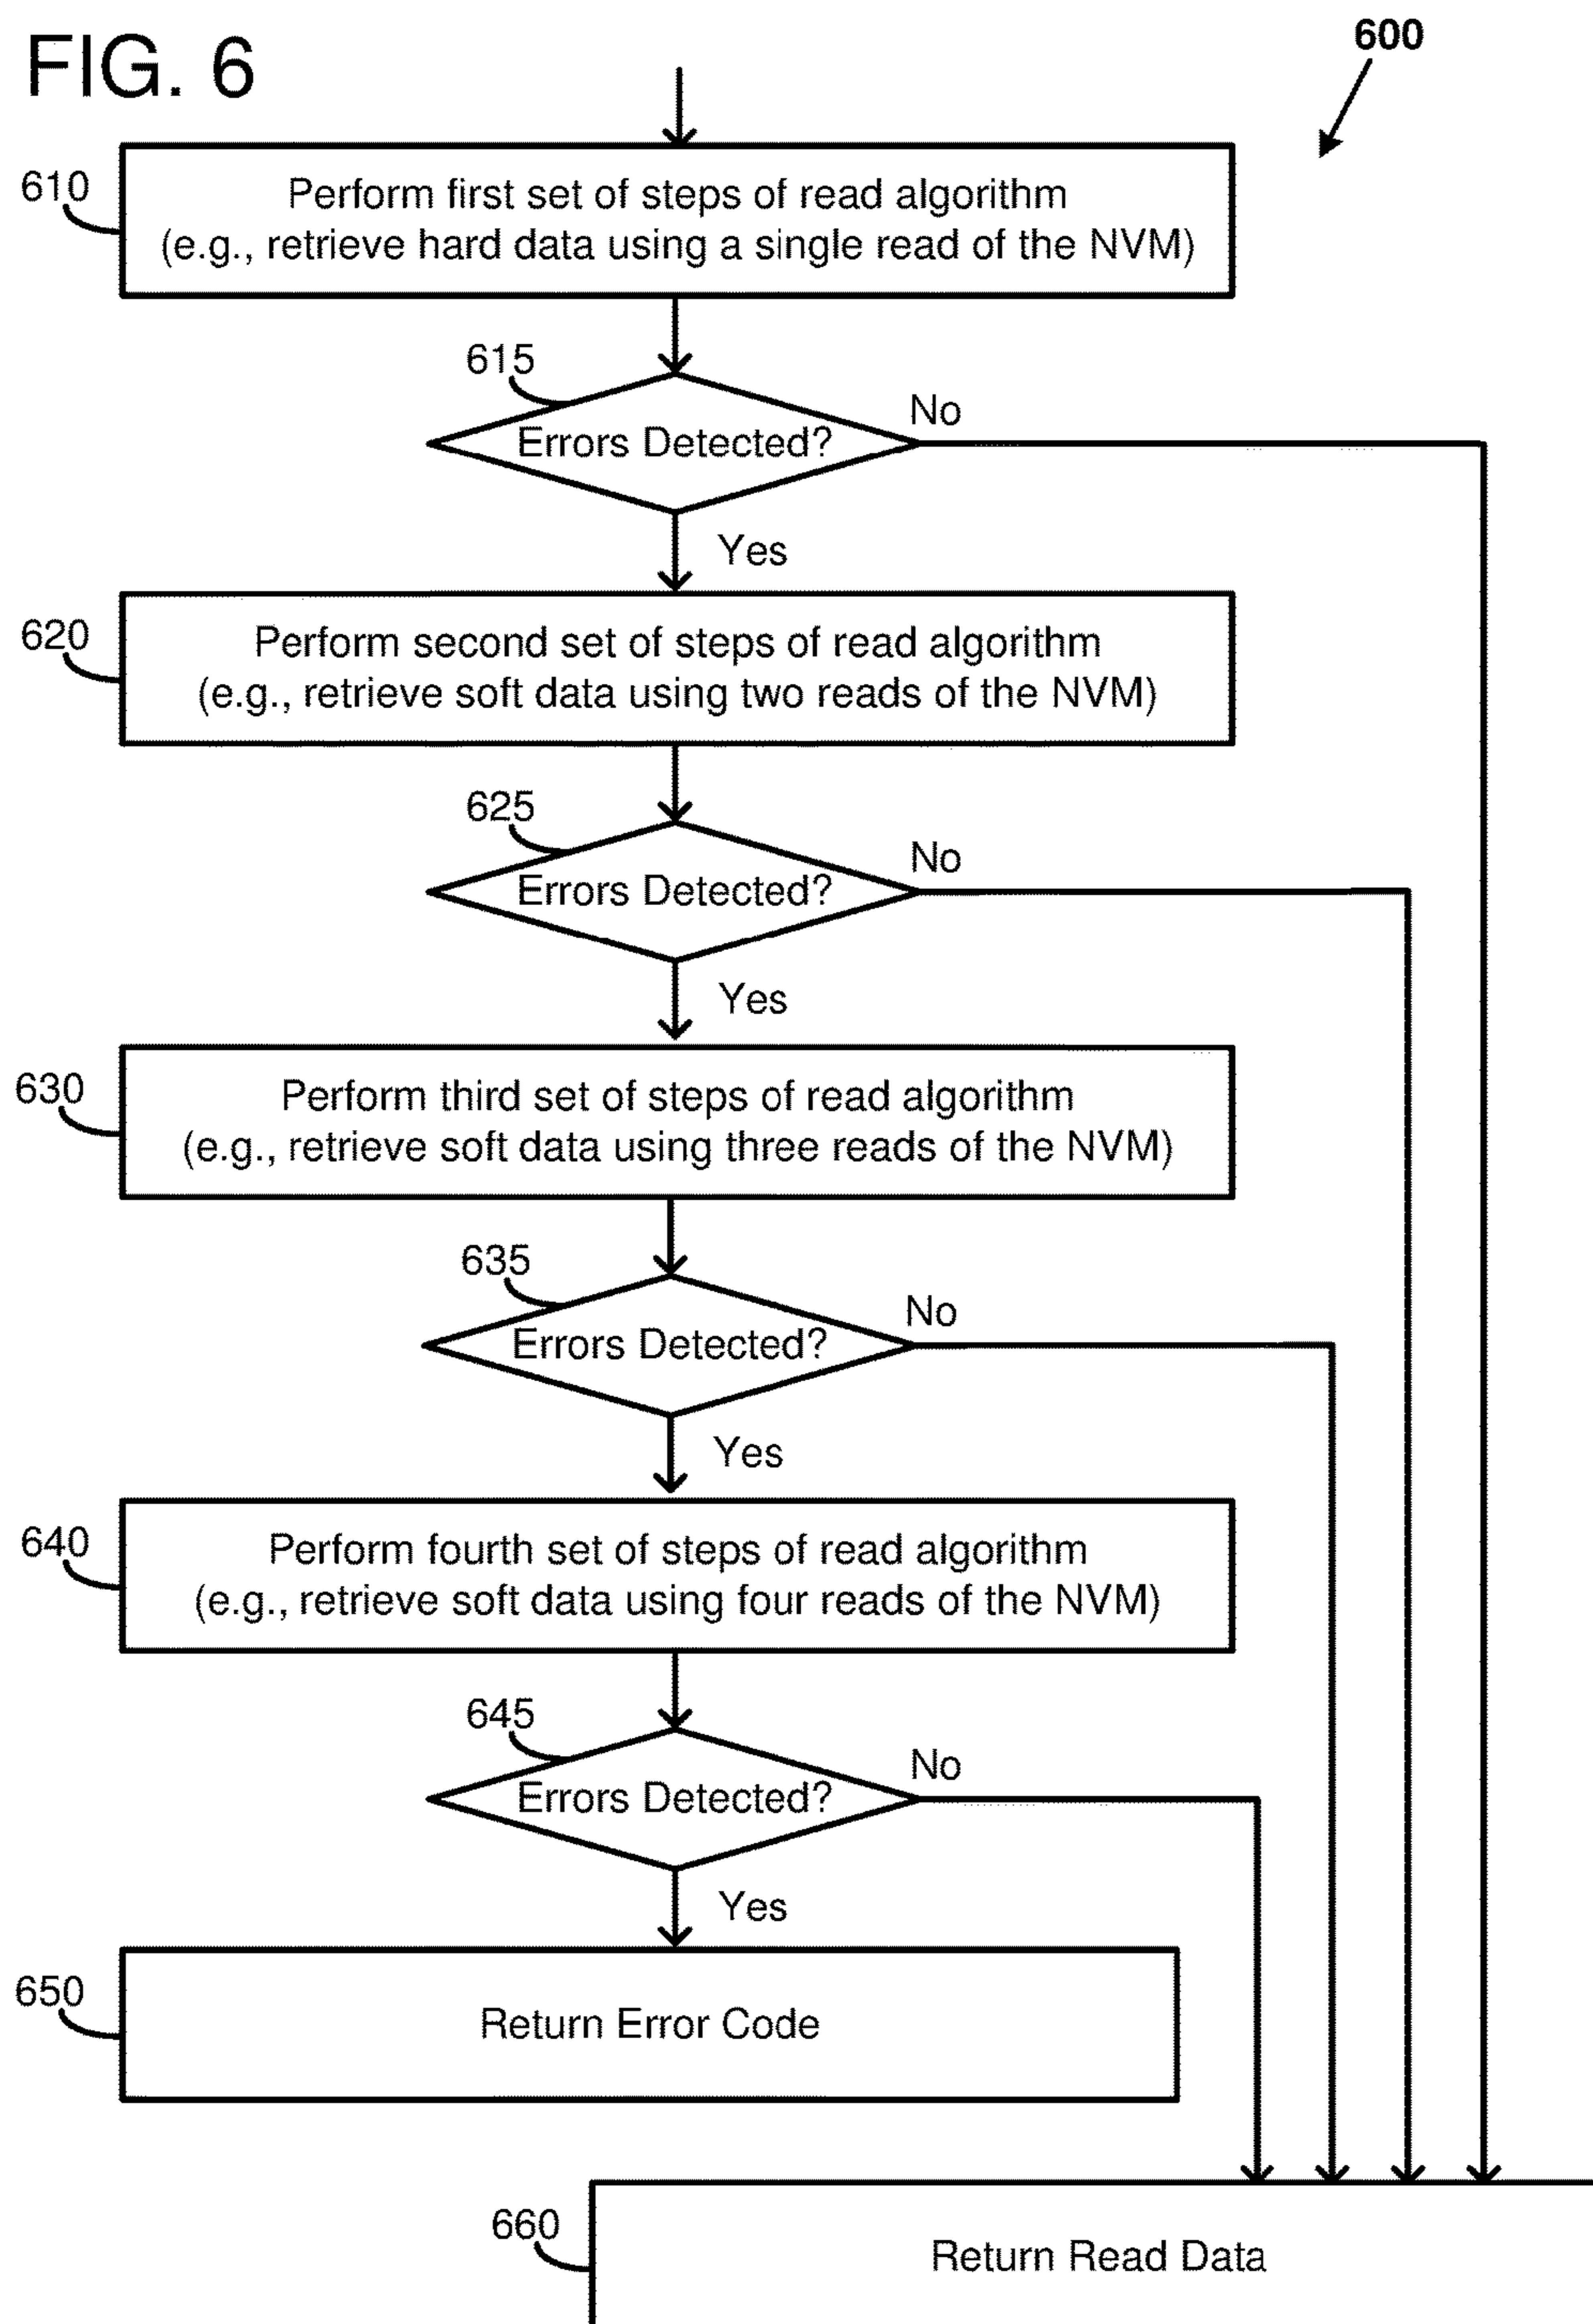 FIG. 6
600
610
Perform first set of steps of read algorithm
(e.g., retrieve hard data using a single read of the NVM)
615
Errors Detected?
No
Yes
620
Perform second set of steps of read algorithm
(e.g., retrieve soft data using two reads of the NVM)
625
Errors Detected?
No
Yes
630
Perform third set of steps of read algorithm
(e.g., retrieve soft data using three reads of the NVM)
635
Errors Detected?
No
Yes
640
Perform fourth set of steps of read algorithm
(e.g., retrieve soft data using four reads of the NVM)
645
Errors Detected?
No
Yes
650
Return Error Code
660
Return Read Data